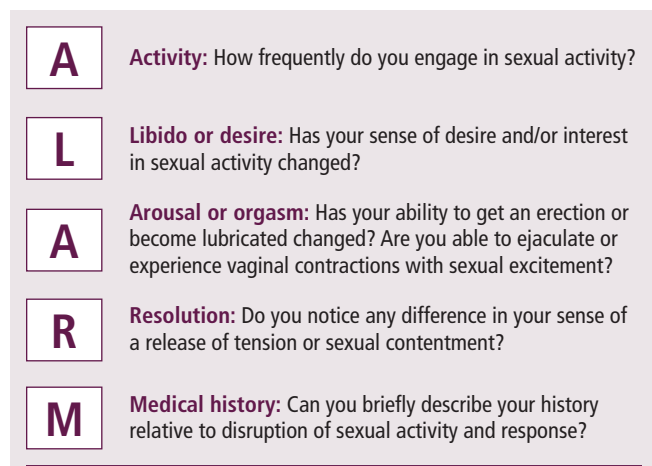 A
Activity: How frequently do you engage in sexual activity?
L
Libido or desire: Has your sense of desire and/or interest
in sexual activity changed?
A
Arousal or orgasm: Has your ability to get an erection or
become lubricated changed? Are you able to ejaculate or
experience vaginal contractions with sexual excitement?
R
Resolution: Do you notice any difference in your sense of
a release of tension or sexual contentment?
M
Medical history: Can you briefly describe your history
relative to disruption of sexual activity and response?